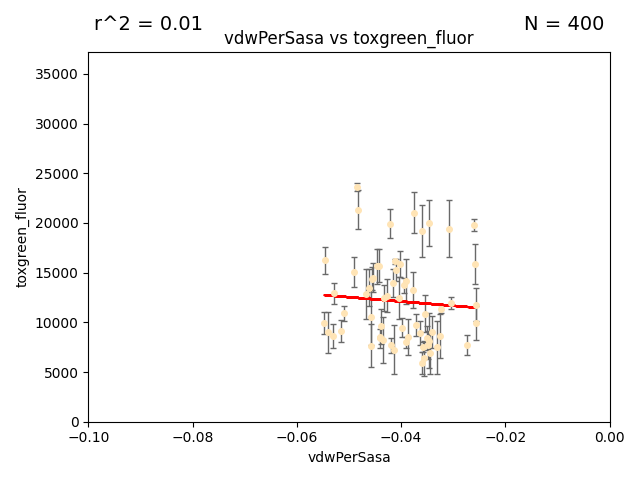 r^2 = 0.01
N = 400
vdwPerSasa vs toxgreen_fluor
35000
30000
25000
20000
15000
10000
5000
0
toxgreen_fluor
−0.10
−0.08
−0.06
−0.04
−0.02
0.00
vdwPerSasa